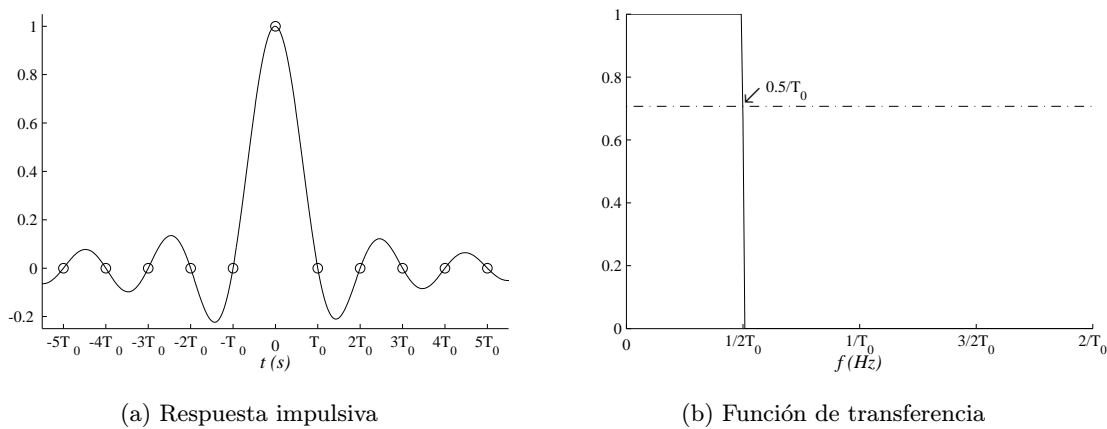 1
0.8
0.6
0.4
0.2
0
-0.2
-5T0 -4T0 -3T0 -2T0 -T0 0 T0 2T0 3T0 4T0 5T0
t (s)
(a) Respuesta impulsiva
1
0.8
0.6
0.4
0.2
0
0.5/T0
0 1/2T0 1/T0 3/2T0 2/T0
f (Hz)
(b) Función de transferencia